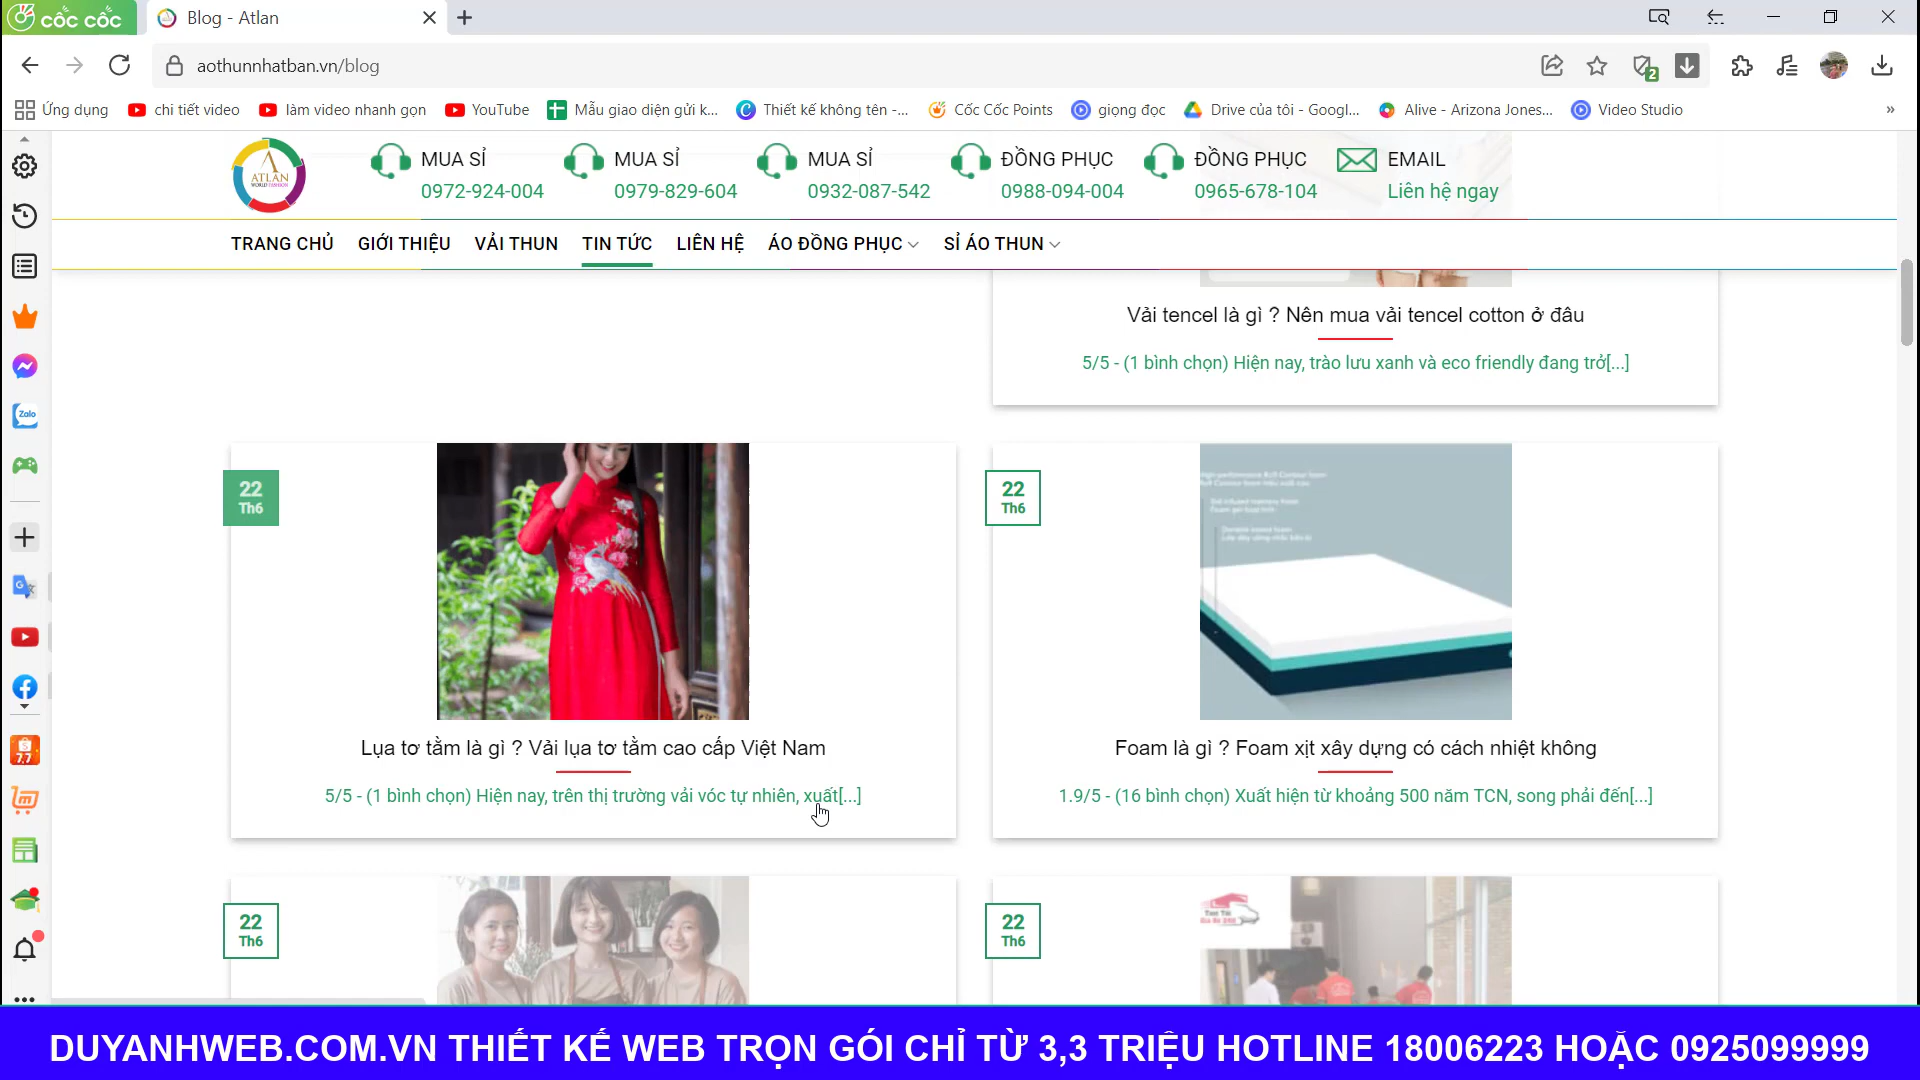 cốc cốc
Blog - Atlan
aothunnhatban.vn/blog
2
Ứng dụng
chi tiết video
làm video nhanh gọn
YouTube
Mẫu giao diện gửi k...
Thiết kế không tên -...
Cốc Cốc Points
giọng đọc
Drive của tôi - Googl...
Alive - Arizona Jones...
Video Studio
»
ATLAN
WORLD FASHION
MUA SỈ
0972-924-004
MUA SỈ
0979-829-604
MUA SỈ
0932-087-542
ĐỒNG PHỤC
0988-094-004
ĐỒNG PHỤC
0965-678-104
EMAIL
Liên hệ ngay
TRANG CHỦ
GIỚI THIỆU
VẢI THUN
TIN TỨC
LIÊN HỆ
ÁO ĐỒNG PHỤC
SỈ ÁO THUN
Zalo
7.7
Vải tencel là gì ? Nên mua vải tencel cotton ở đâu
5/5 - (1 bình chọn) Hiện nay, trào lưu xanh và eco friendly đang trở[...]
22
Th6
Lụa tơ tằm là gì ? Vải lụa tơ tằm cao cấp Việt Nam
5/5 - (1 bình chọn) Hiện nay, trên thị trường vải vóc tự nhiên, xuất[...]
22
Th6
Foam là gì ? Foam xịt xây dựng có cách nhiệt không
1.9/5 - (16 bình chọn) Xuất hiện từ khoảng 500 năm TCN, song phải đến[...]
22
Th6
22
Th6
DUYANHWEB.COM.VN THIẾT KẾ WEB TRỌN GÓI CHỈ TỪ 3,3 TRIỆU HOTLINE 18006223 HOẶC 0925099999